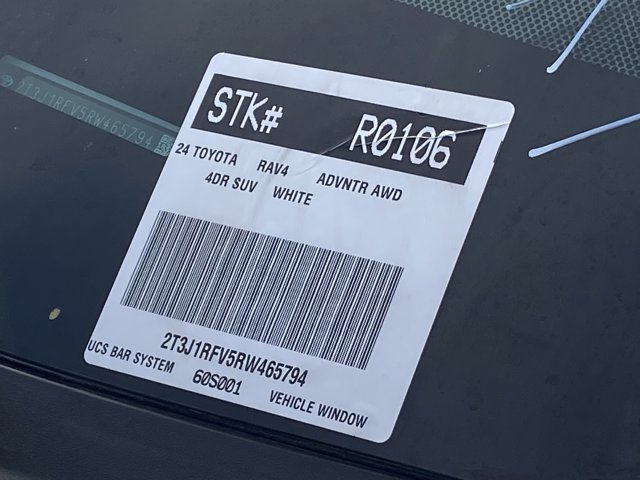 2T3J1RFV5RW465794
STK# R0106
24 TOYOTA RAV4 ADVNTR AWD
4DR SUV WHITE
2T3J1RFV5RW465794
UCS BAR SYSTEM 60S001 VEHICLE WINDOW